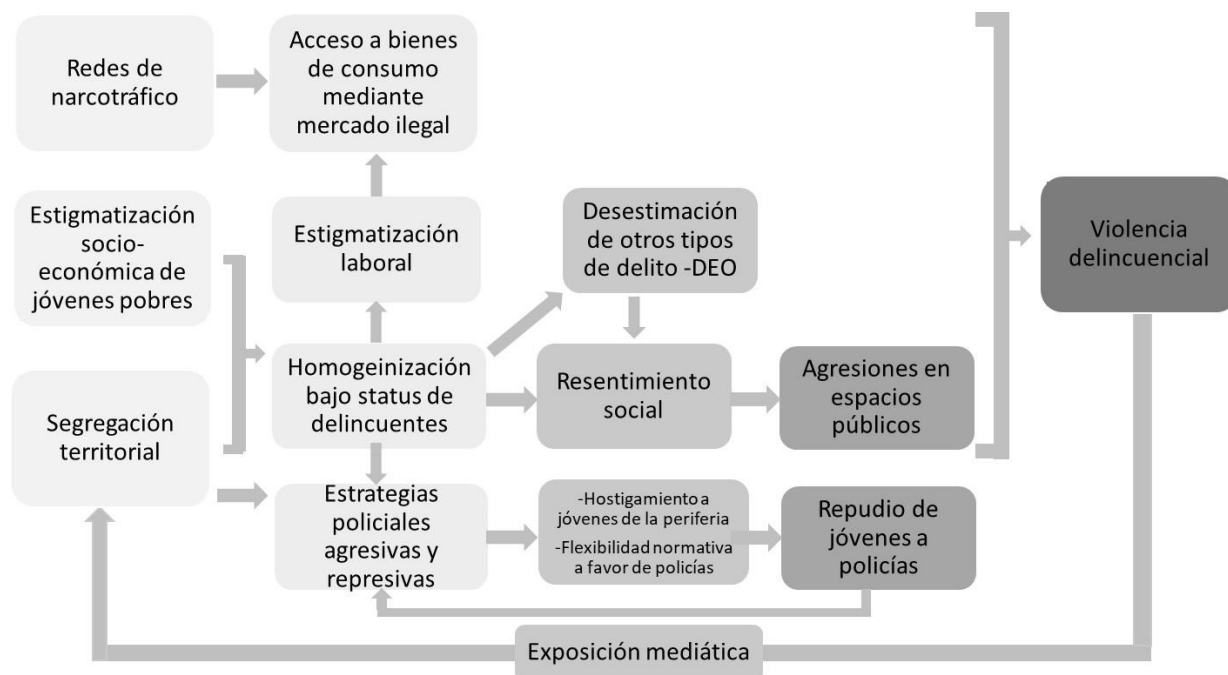 Redes de
narcotráfico
Acceso a bienes
de consumo
mediante
mercado ilegal
Estigmatización
socio-
económica de
jóvenes pobres
Estigmatización
laboral
Desestimación
de otros tipos
de delito -DEO
Violencia
delincuencial
Segregación
territorial
Homogeinización
bajo status de
delincuentes
Resentimiento
social
Agresiones en
espacios
públicos
Estrategias
policiales
agresivas y
represivas
-Hostigamiento a
jóvenes de la periferia
-Flexibilidad normativa
a favor de policías
Repudio de
jóvenes a
policías
Exposición mediática